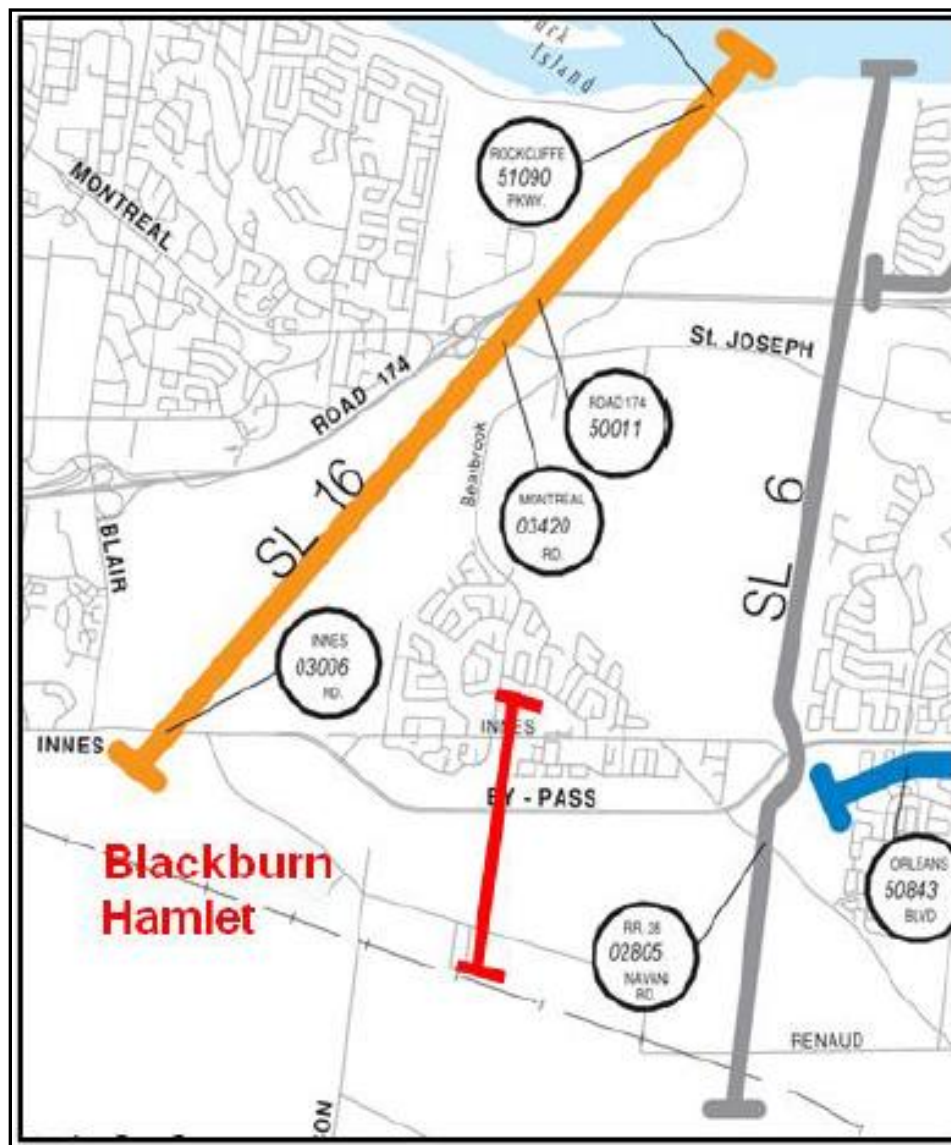 Island
ROCKCLIFFE
51090
PKWY.
MONTREAL
St. JOSEPH
ROAD 174
ROAD 174
50011
Bearbrook
MONTREAL
03420
RD.
SL 16
SL 6
BLAIR
INNES
03006
RD.
INNES
INNES
BY - PASS
Blackburn
Hamlet
ORLEANS
50843
BLVD
RR. 28
02805
NAVAN
RD.
RENAUD